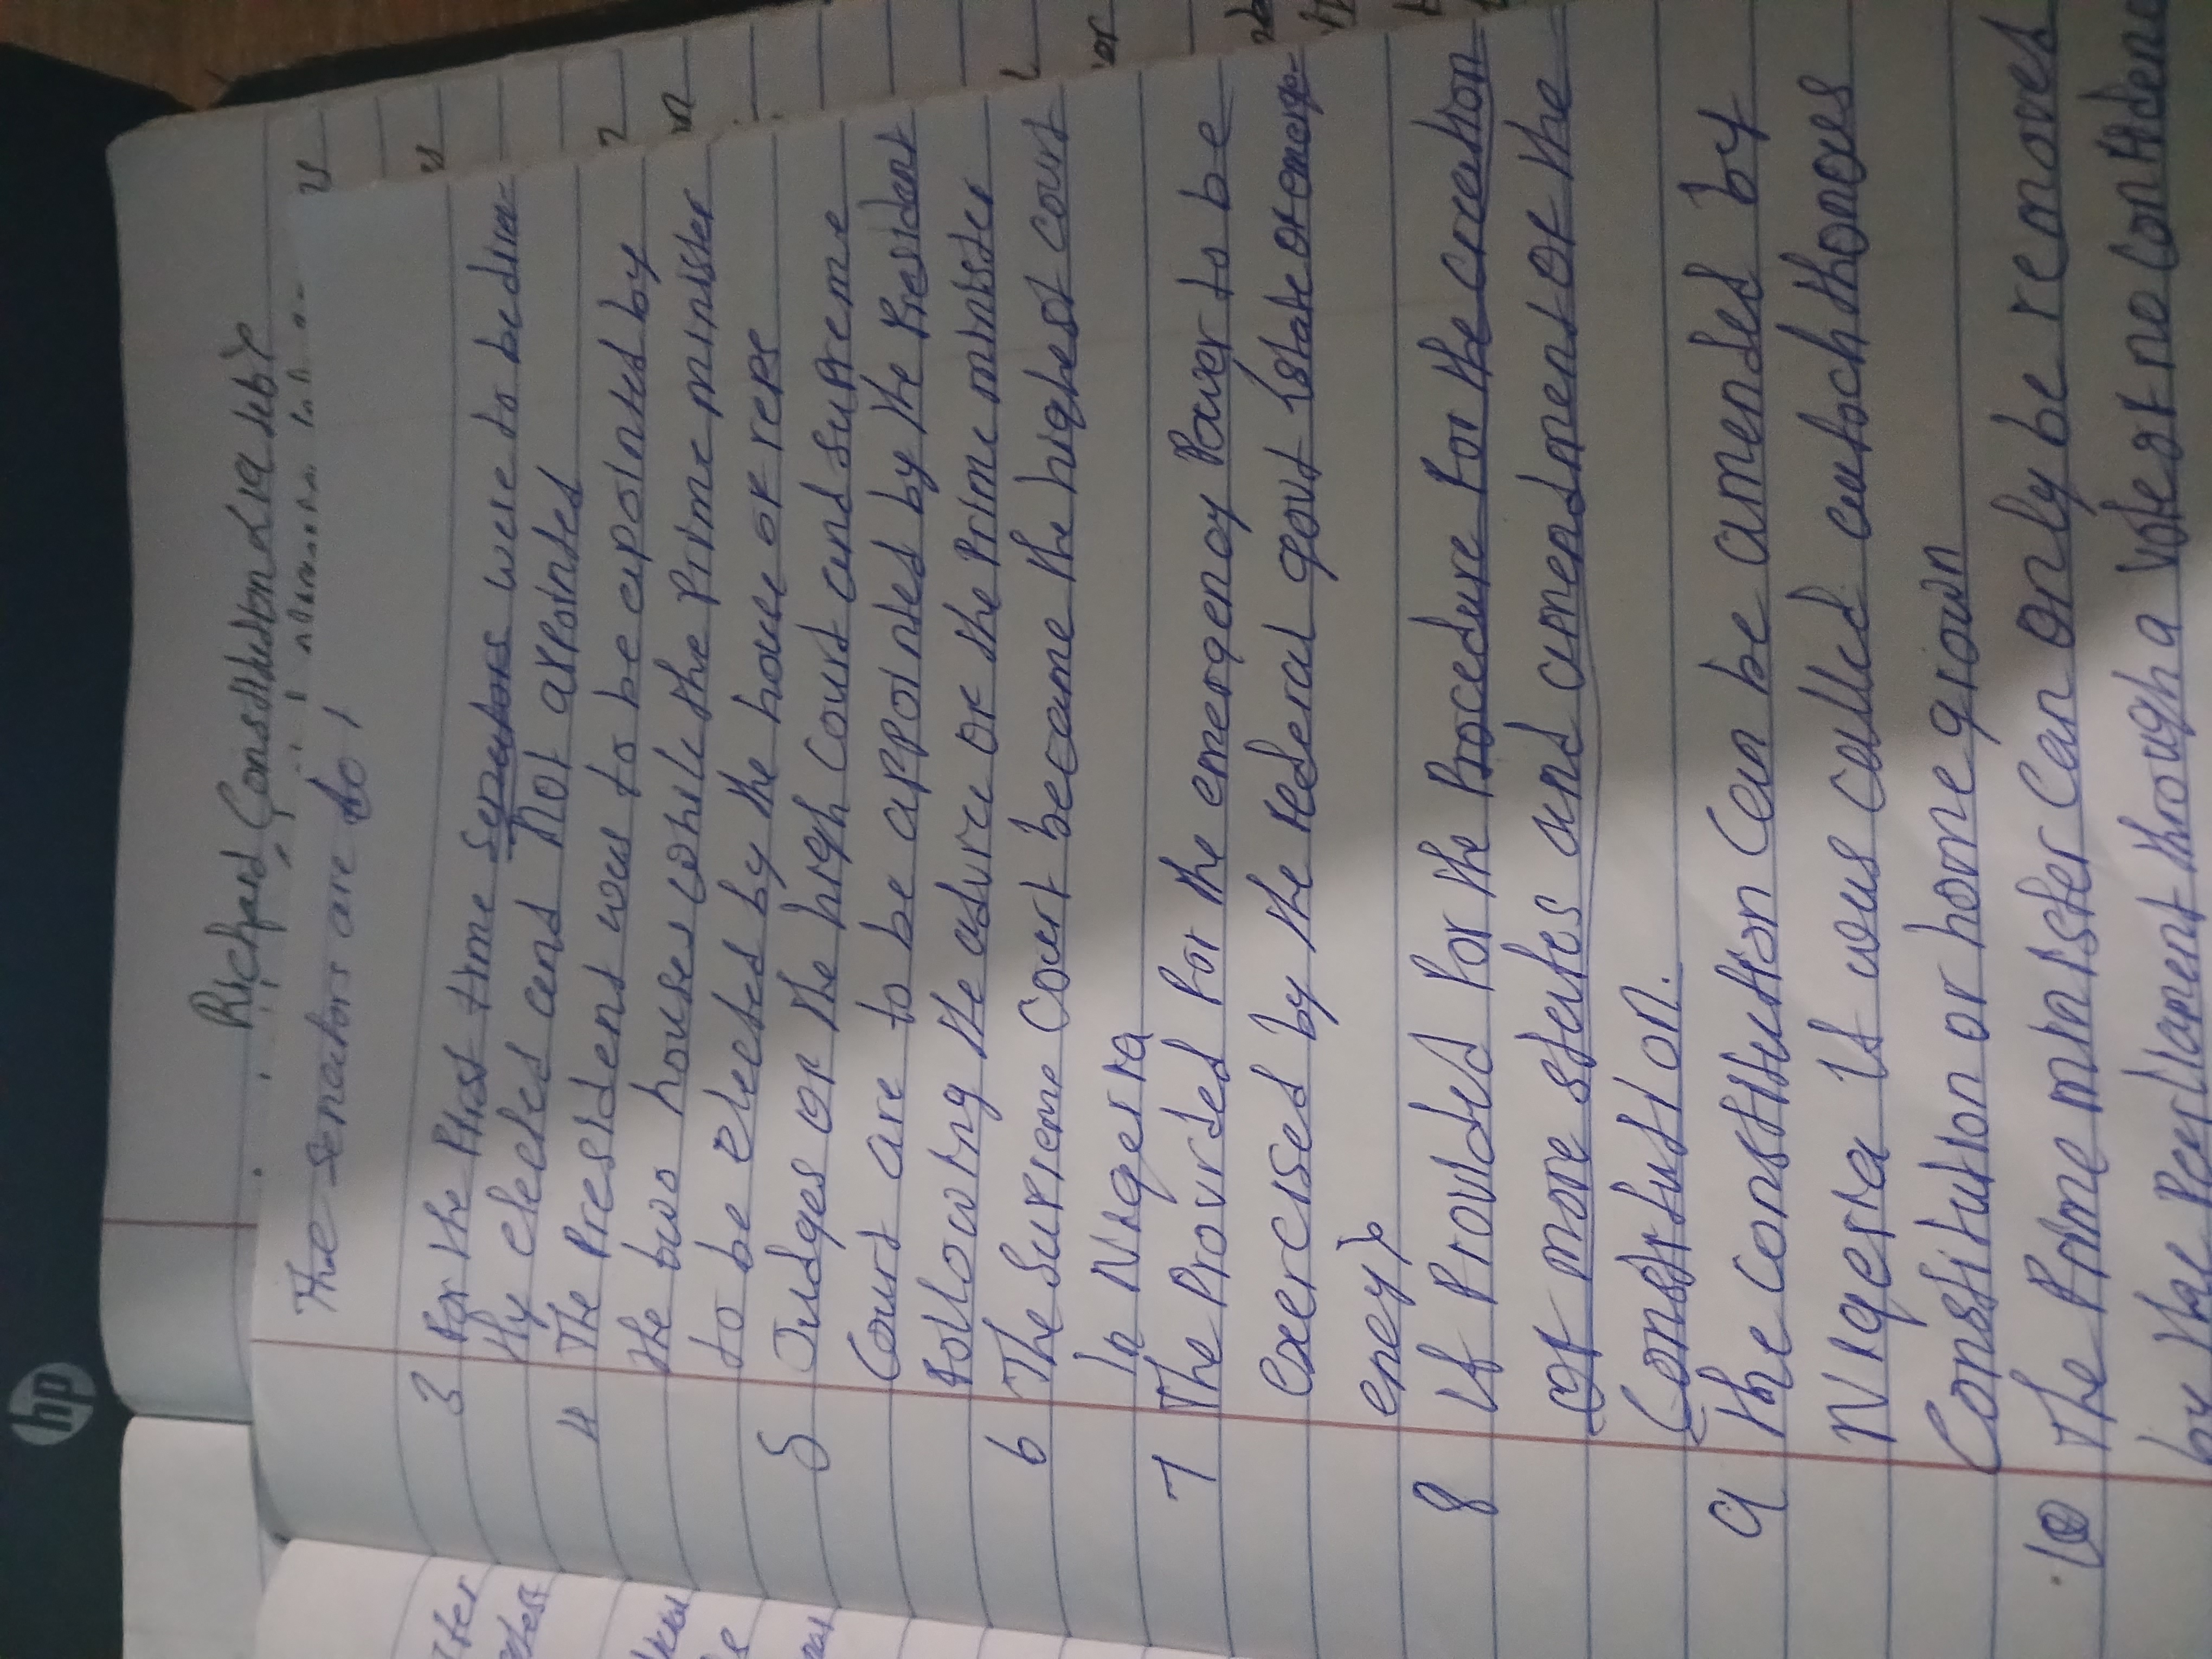 hp
Richard Constitution
The senators are to
3 For the First time senators were to be direc-
tly elected and not appointed
4 The President was to be apointed by
the two houses while the Prime minister
to be elected by the house of reps
5 Judges of the high Court and Supreme
Court are to be appointed by the President
Following the advice of the Prime minister
6 The Supreme Court became the highest court
In Nigeria
7 The Provided for the emergency Power to be
exercised by the Federal govt (state of emerge-
ency)
8 It Provided for the Procedure for the creation
of more states and amendment of the
Constitution.
9 The Constitution Can be amended by
Nigeria It was called autochthonous
Constitution or home grown
10 The Prime minister Can only be removed
by the Parliament through a vote of no Confidenc